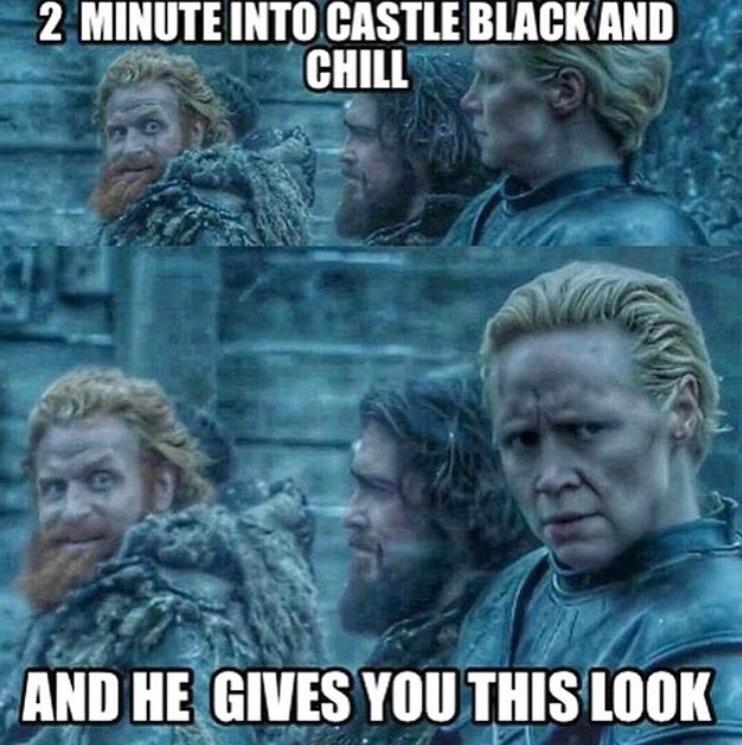 2 MINUTE INTO CASTLE BLACK AND
CHILL
AND HE GIVES YOU THIS LOOK